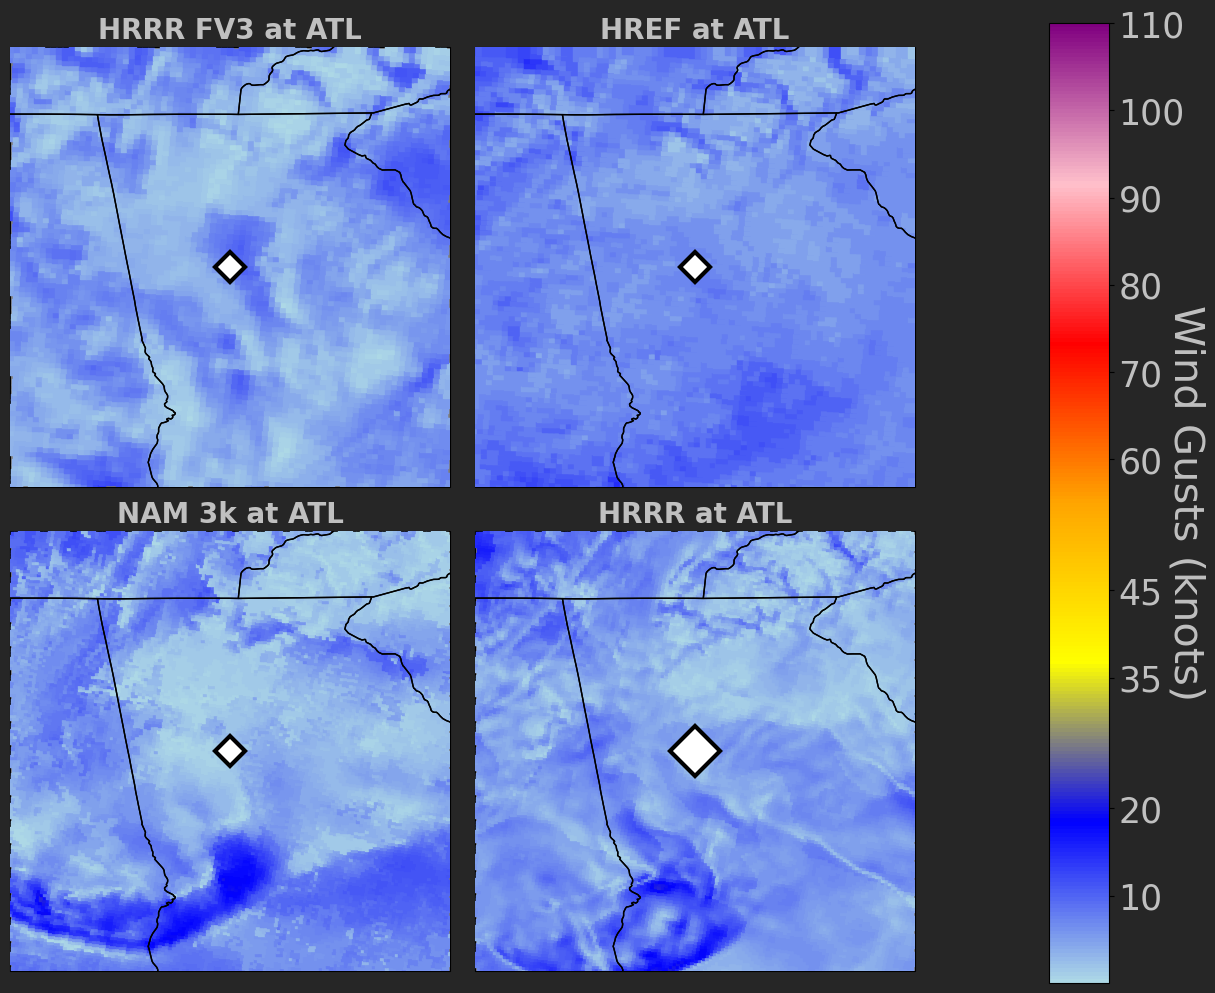 HRRR FV3 at ATL
HREF at ATL
NAM 3k at ATL
HRRR at ATL
110
100
90
80
70
60
45
35
20
10
Wind Gusts (knots)